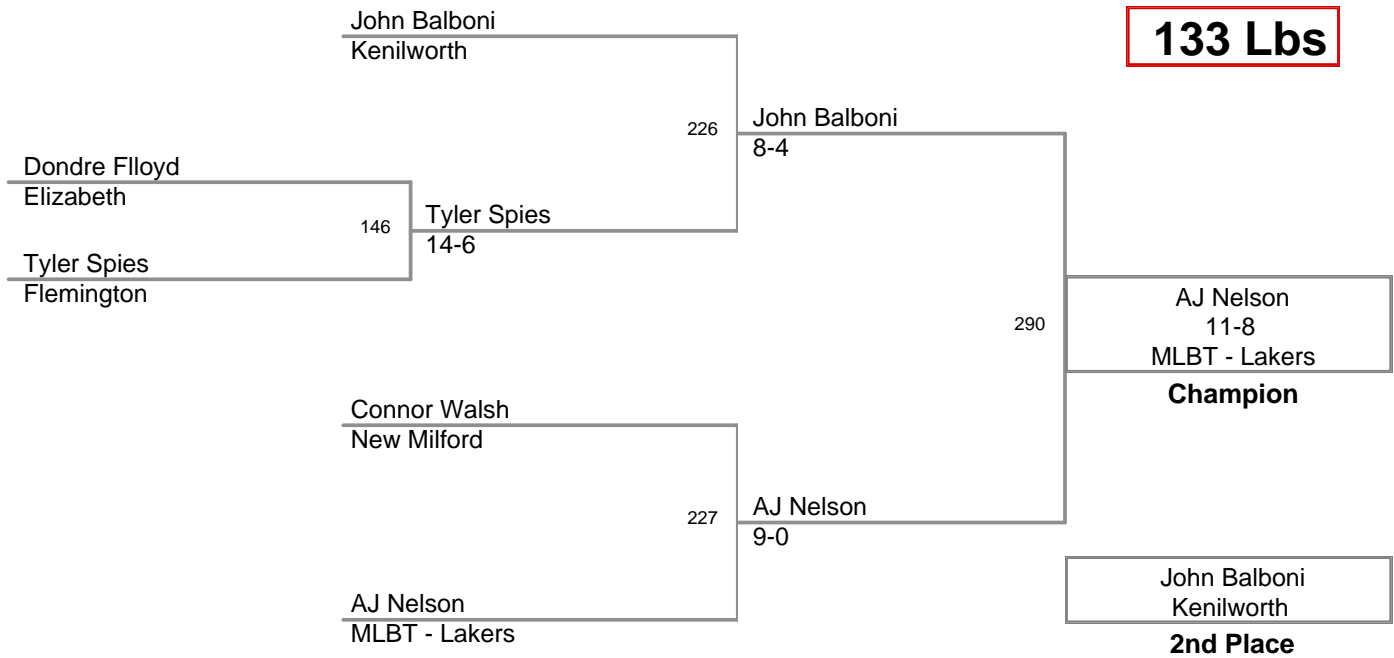 John Balboni
Kenilworth
133 Lbs
226
John Balboni
8-4
Dondre Flloyd
Elizabeth
146
Tyler Spies
14-6
Tyler Spies
Flemington
290
AJ Nelson
11-8
MLBT - Lakers
Champion
Connor Walsh
New Milford
227
AJ Nelson
9-0
AJ Nelson
MLBT - Lakers
John Balboni
Kenilworth
2nd Place